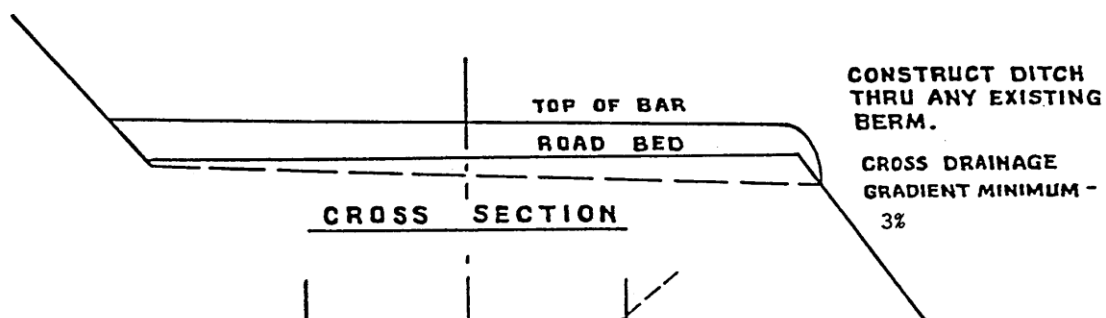 TOP OF BAR
ROAD BED
CROSS SECTION
CONSTRUCT DITCH
THRU ANY EXISTING
BERM.
CROSS DRAINAGE
GRADIENT MINIMUM -
3%